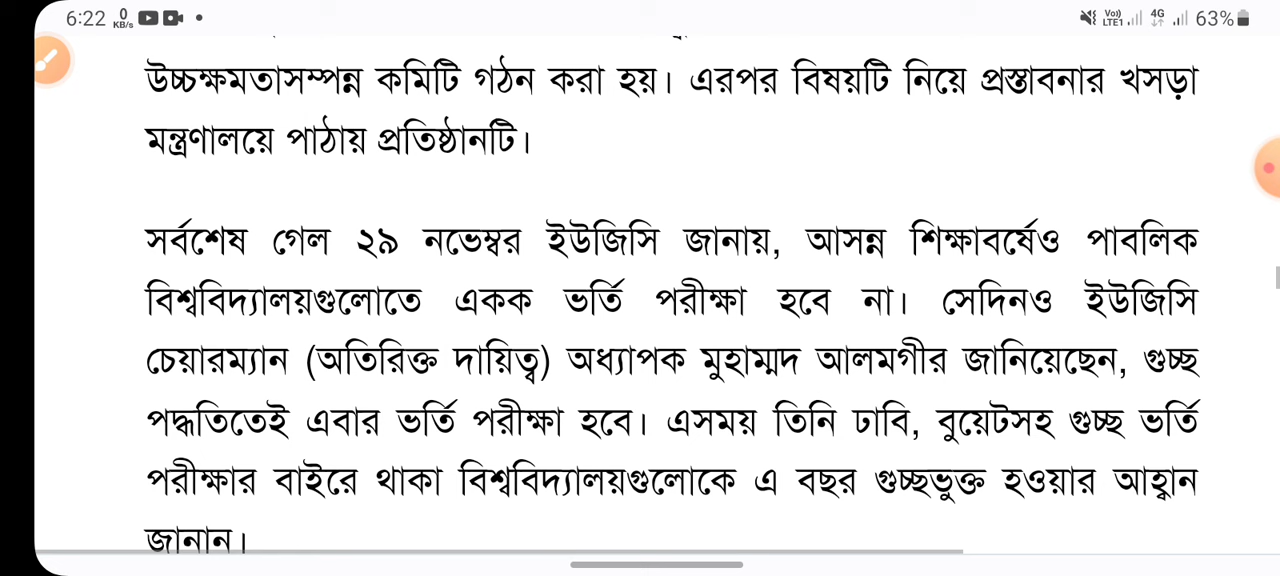 6:22 0 KB/s Vo) LTE1 4G 63%
উচ্চক্ষমতাসম্পন্ন কমিটি গঠন করা হয়। এরপর বিষয়টি নিয়ে প্রস্তাবনার খসড়া
মন্ত্রণালয়ে পাঠায় প্রতিষ্ঠানটি।
সর্বশেষ গেল ২৯ নভেম্বর ইউজিসি জানায়, আসন্ন শিক্ষাবর্ষেও পাবলিক
বিশ্ববিদ্যালয়গুলোতে একক ভর্তি পরীক্ষা হবে না। সেদিনও ইউজিসি
চেয়ারম্যান (অতিরিক্ত দায়িত্ব) অধ্যাপক মুহাম্মদ আলমগীর জানিয়েছেন, গুচ্ছ
পদ্ধতিতেই এবার ভর্তি পরীক্ষা হবে। এসময় তিনি ঢাবি, বুয়েটসহ গুচ্ছ ভর্তি
পরীক্ষার বাইরে থাকা বিশ্ববিদ্যালয়গুলোকে এ বছর গুচ্ছভুক্ত হওয়ার আহ্বান
জানান।